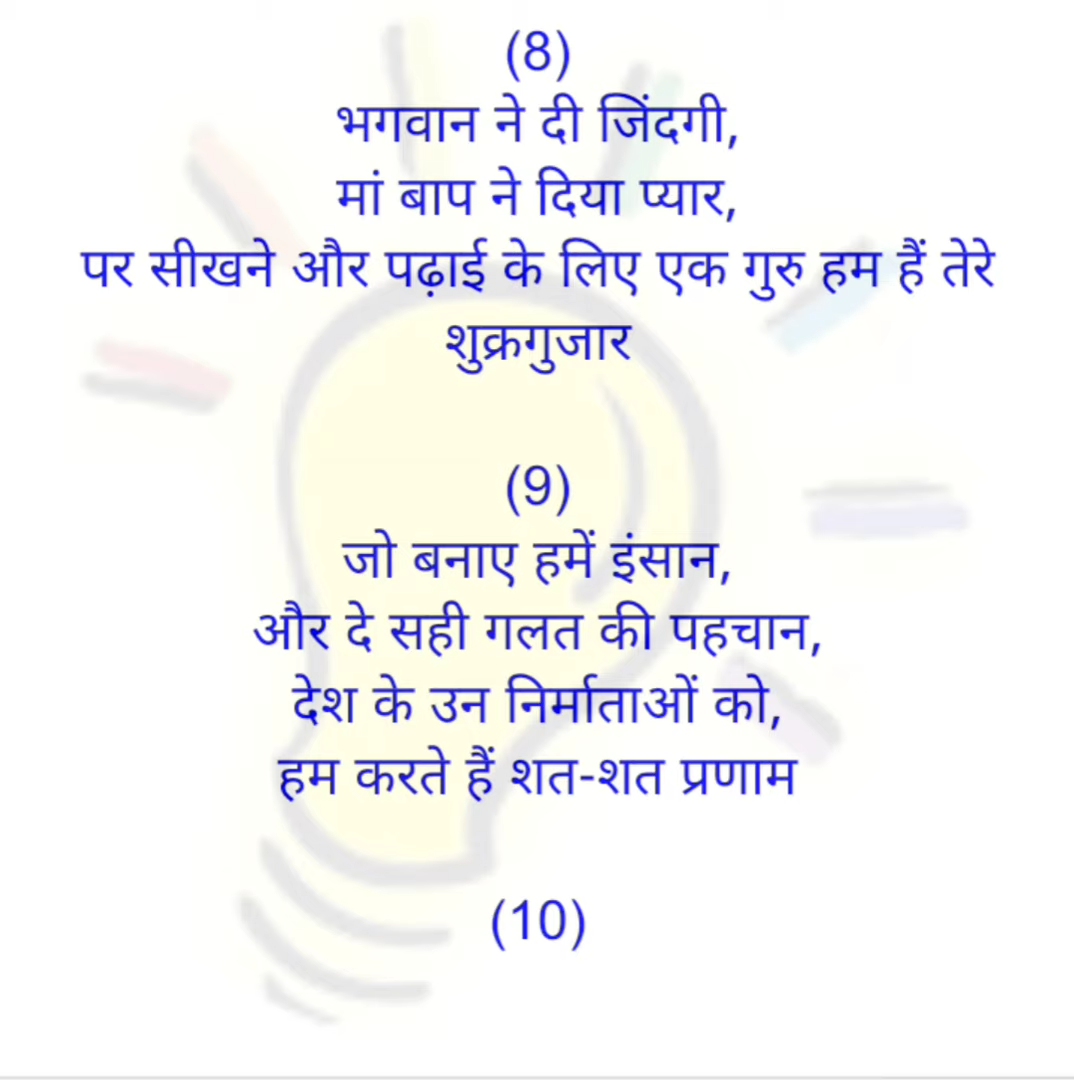 (8)
भगवान ने दी जिंदगी,
मां बाप ने दिया प्यार,
पर सीखने और पढ़ाई के लिए एक गुरु हम हैं तेरे
शुक्रगुजार
(9)
जो बनाए हमें इंसान,
और दे सही गलत की पहचान,
देश के उन निर्माताओं को,
हम करते हैं शत-शत प्रणाम
(10)